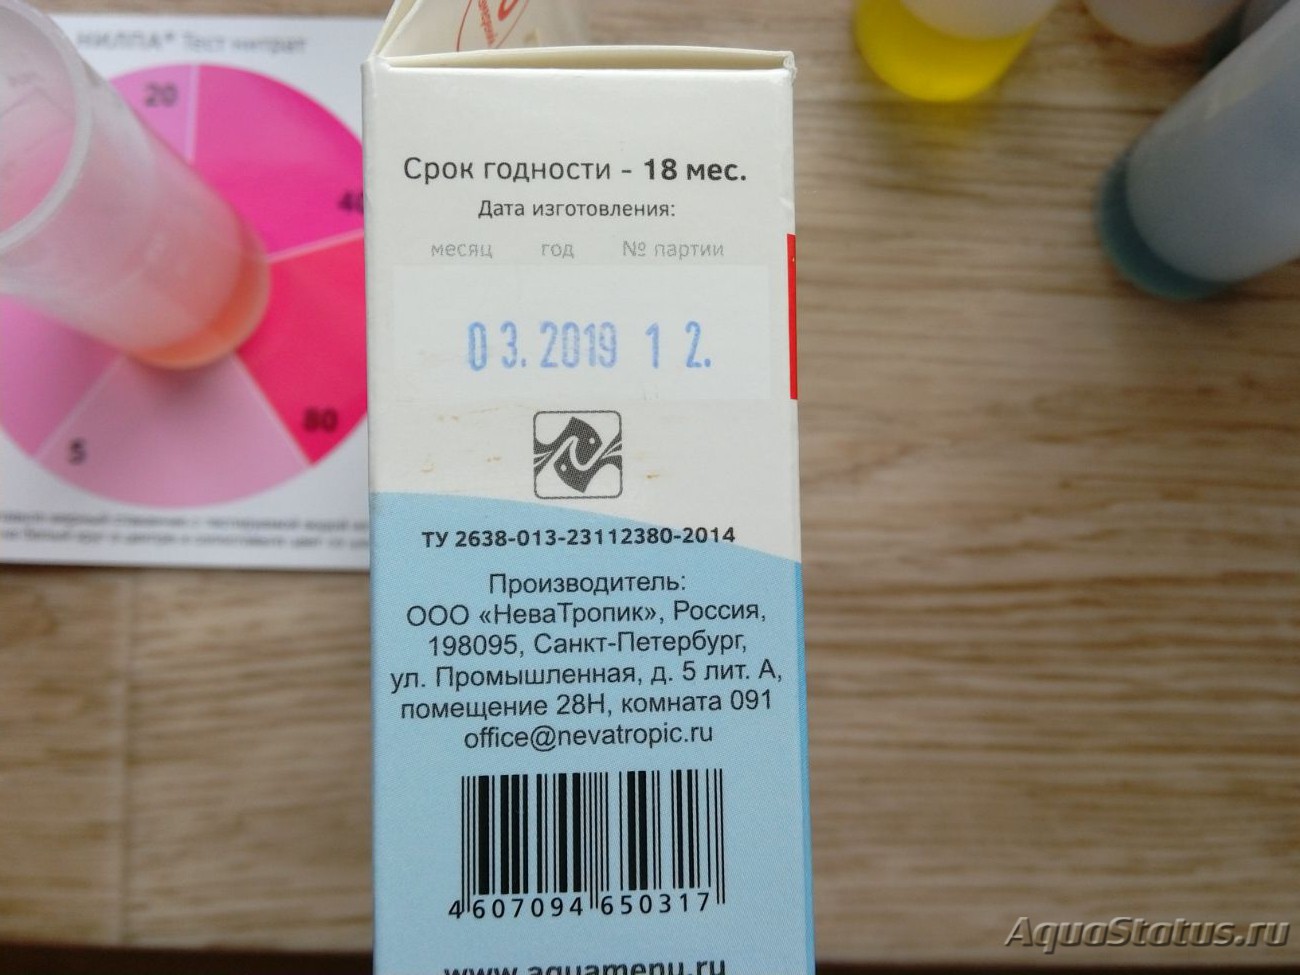 НИЛПА® Тест нитрат
20
40
80
5
Срок годности - 18 мес.
Дата изготовления:
месяц год № партии
03.2019 12.
ТУ 2638-013-23112380-2014
Производитель:
ООО «НеваТропик», Россия,
198095, Санкт-Петербург,
ул. Промышленная, д. 5 лит. А,
помещение 28Н, комната 091
office@nevatropic.ru
4 607094 650317
www.aquamenu.ru
AquaStatus.ru